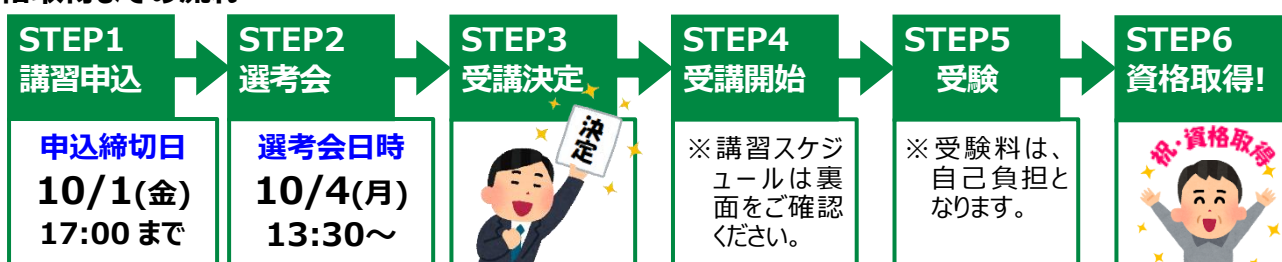 STEP1
講習申込
申込締切日
10/1(金)
17:00 まで
STEP2
選考会
選考会日時
10/4(月)
13:30～
STEP3
受講決定
決定
STEP4
受講開始
※講習スケジ
ュールは裏
面をご確認
ください。
STEP5
受験
※受験料は、
自己負担と
なります。
STEP6
資格取得!
祝・資格取得